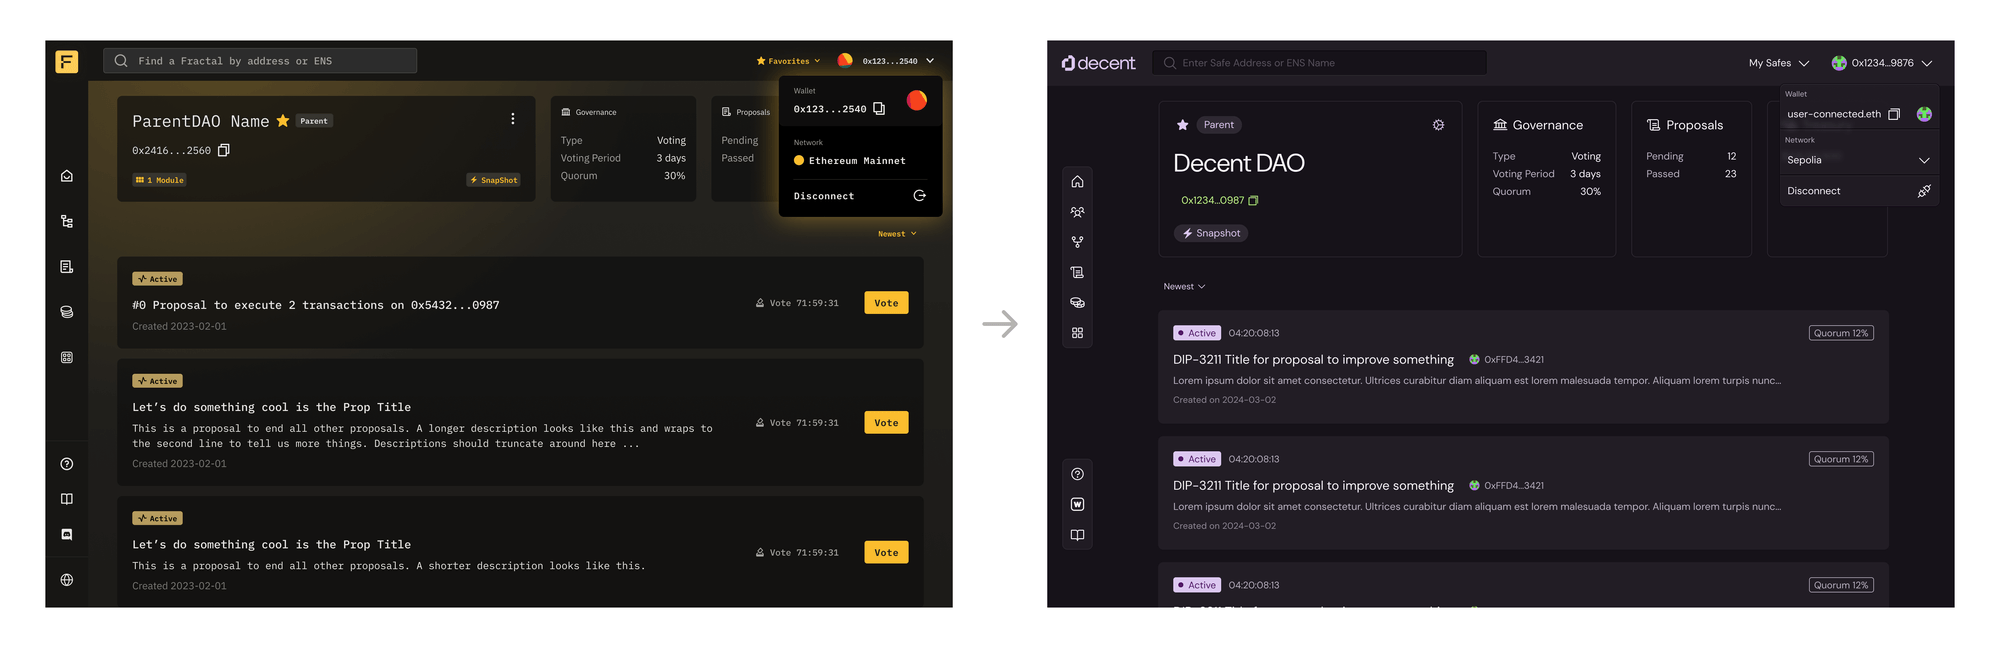 F
Find a Fractal by address or ENS
Favorites
0x123...2540
ParentDAO Name
Parent
0x2416...2560
1 Module
SnapShot
Governance
Type Voting
Voting Period 3 days
Quorum 30%
Proposals
Pending
Passed
Wallet
0x123...2540
Network
Ethereum Mainnet
Disconnect
Newest
Active
#0 Proposal to execute 2 transactions on 0x5432...0987
Created 2023-02-01
Vote 71:59:31
Vote
Active
Let's do something cool is the Prop Title
This is a proposal to end all other proposals. A longer description looks like this and wraps to
the second line to tell us more things. Descriptions should truncate around here ...
Created 2023-02-01
Vote 71:59:31
Vote
Active
Let's do something cool is the Prop Title
This is a proposal to end all other proposals. A shorter description looks like this.
Created 2023-02-01
Vote 71:59:31
Vote
decent
Enter Safe Address or ENS Name
My Safes
0x1234...9876
Parent
Decent DAO
0x1234...0987
Snapshot
Governance
Type Voting
Voting Period 3 days
Quorum 30%
Proposals
Pending 12
Passed 23
Wallet
user-connected.eth
Network
Sepolia
Disconnect
Newest
Active 04:20:08:13
Quorum 12%
DIP-3211 Title for proposal to improve something 0xFFD4...3421
Lorem ipsum dolor sit amet consectetur. Ultrices curabitur diam aliquam est lorem malesuada tempor. Aliquam lorem turpis nunc...
Created on 2024-03-02
Active 04:20:08:13
Quorum 12%
DIP-3211 Title for proposal to improve something 0xFFD4...3421
Lorem ipsum dolor sit amet consectetur. Ultrices curabitur diam aliquam est lorem malesuada tempor. Aliquam lorem turpis nunc...
Created on 2024-03-02
Active 04:20:08:13
Quorum 12%